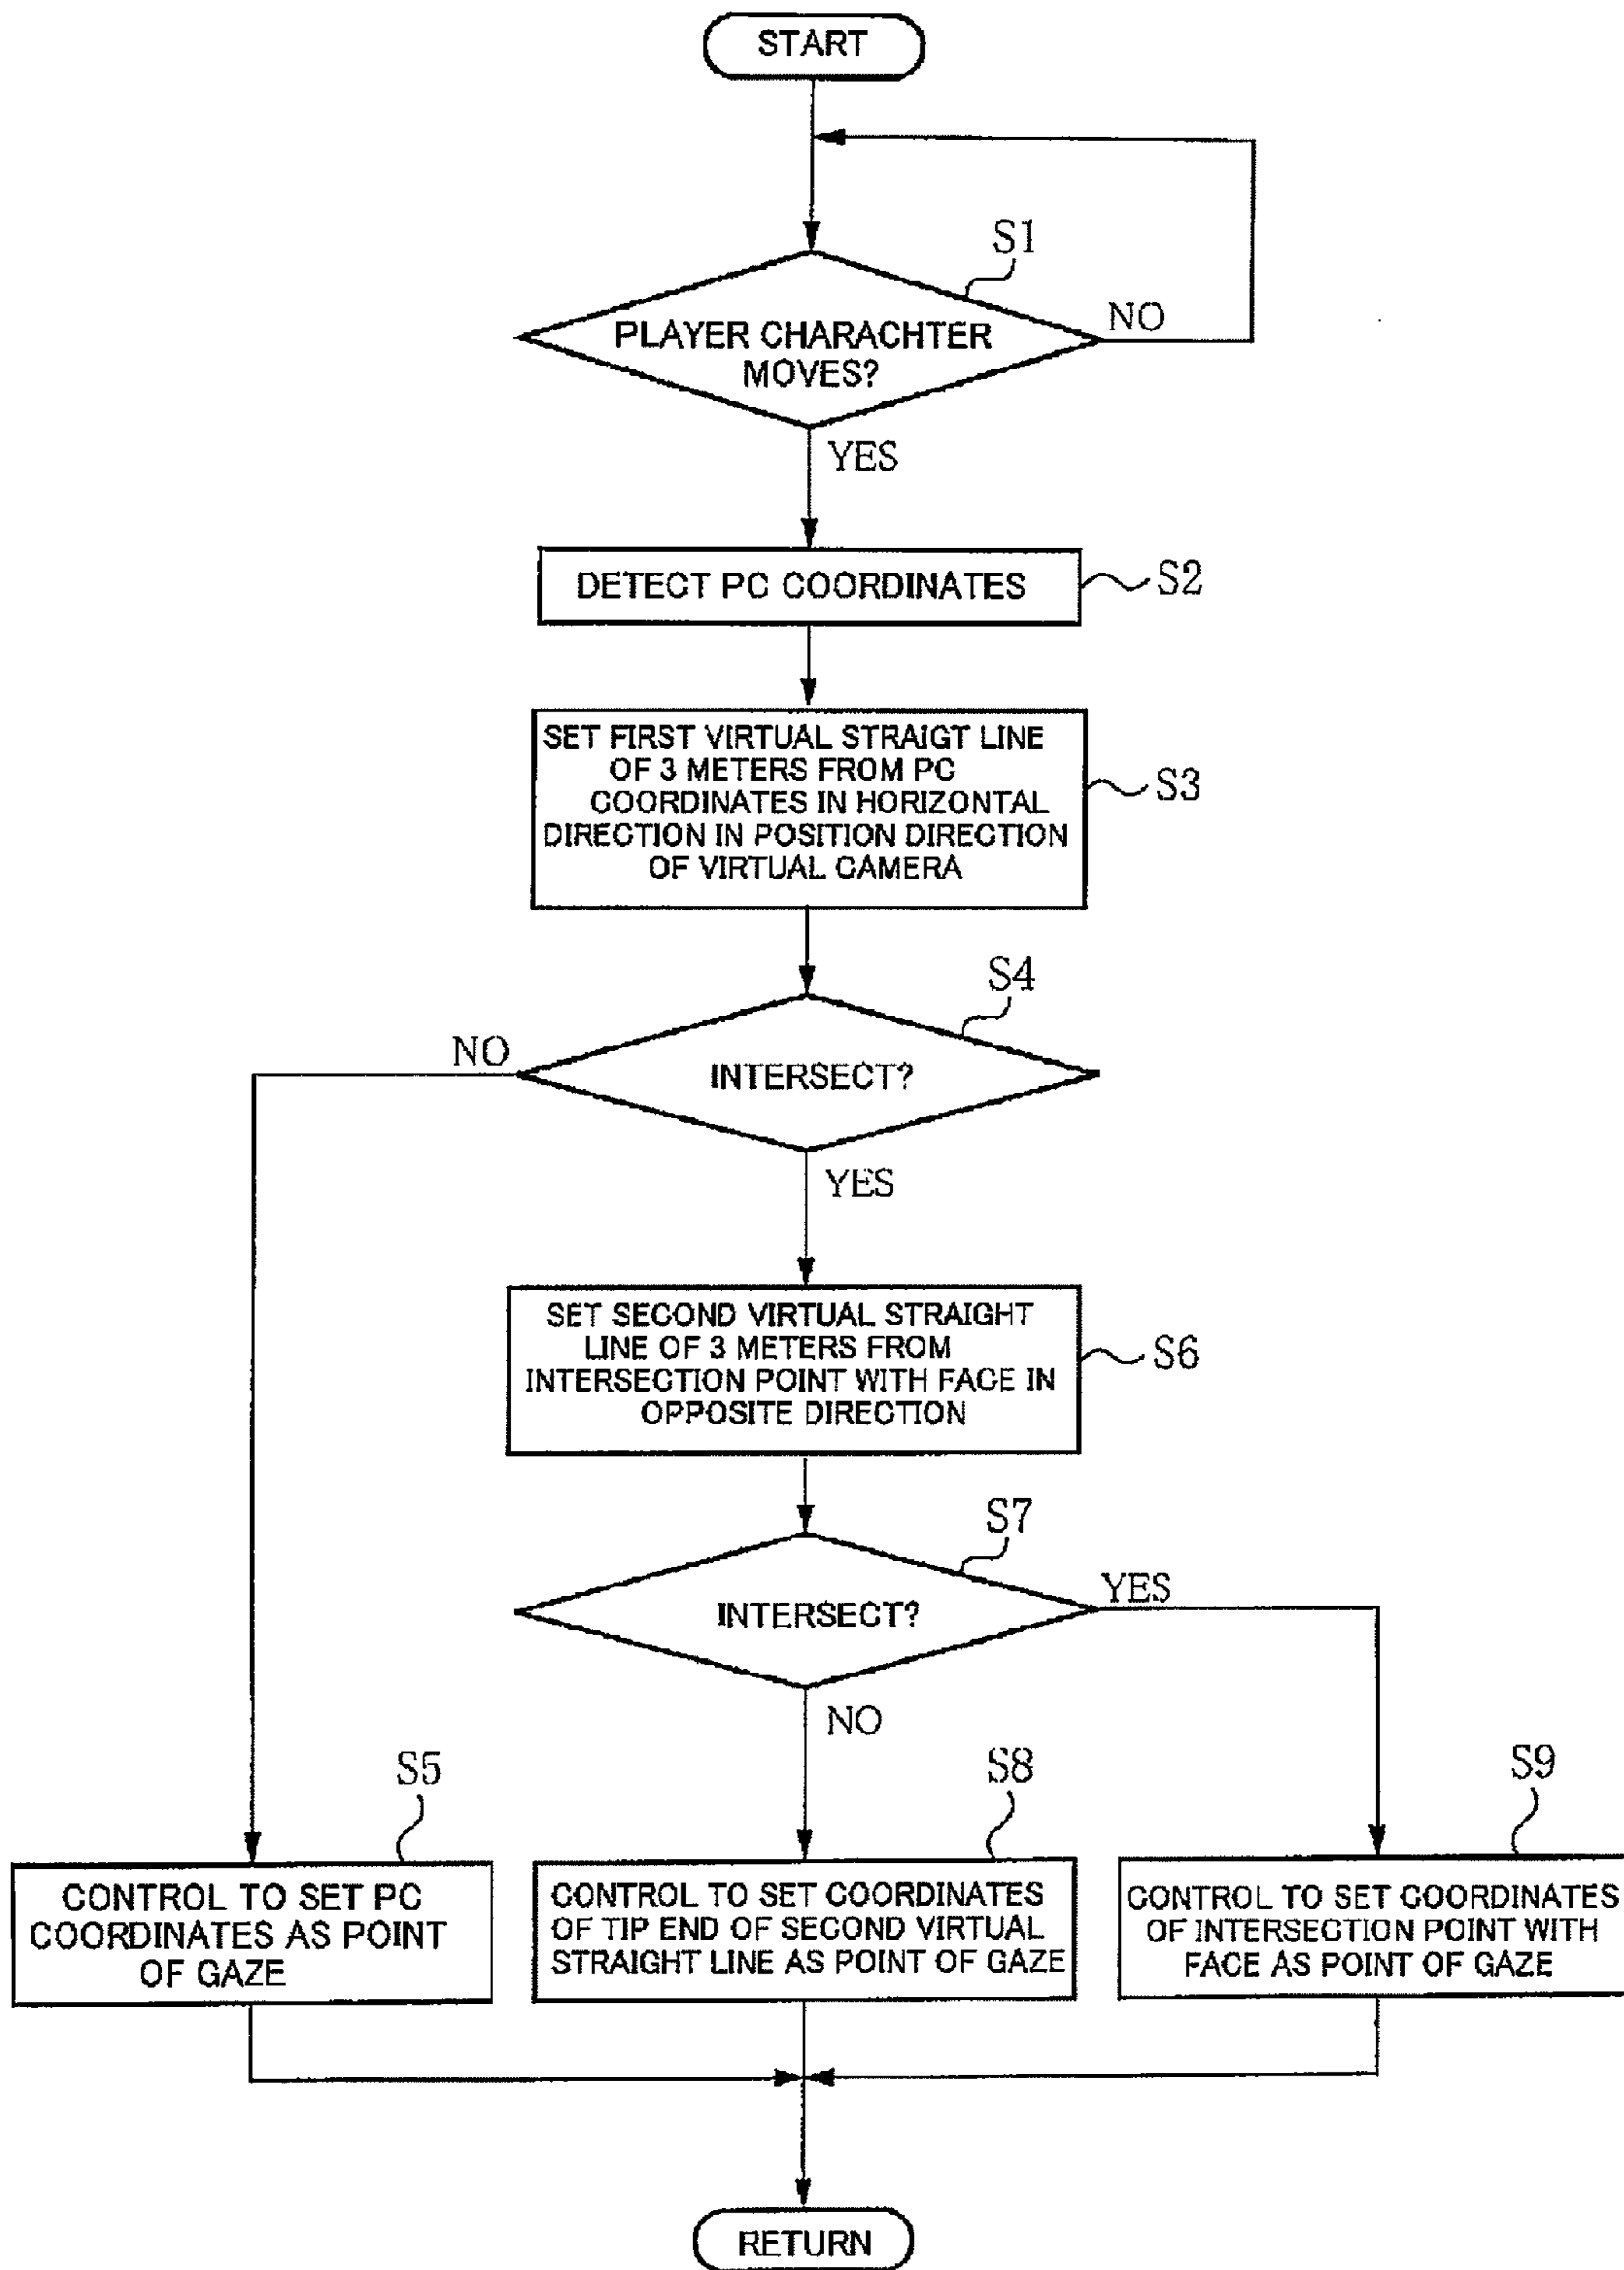 START
S1
PLAYER CHARACHTER
MOVES?
NO
YES
DETECT PC COORDINATES
S2
SET FIRST VIRTUAL STRAIGT LINE
OF 3 METERS FROM PC
COORDINATES IN HORIZONTAL
DIRECTION IN POSITION DIRECTION
OF VIRTUAL CAMERA
S3
S4
NO
INTERSECT?
YES
SET SECOND VIRTUAL STRAIGHT
LINE OF 3 METERS FROM
INTERSECTION POINT WITH FACE IN
OPPOSITE DIRECTION
S6
S7
YES
INTERSECT?
NO
S5
S8
S9
CONTROL TO SET PC
COORDINATES AS POINT
OF GAZE
CONTROL TO SET COORDINATES
OF TIP END OF SECOND VIRTUAL
STRAIGHT LINE AS POINT OF GAZE
CONTROL TO SET COORDINATES
OF INTERSECTION POINT WITH
FACE AS POINT OF GAZE
RETURN